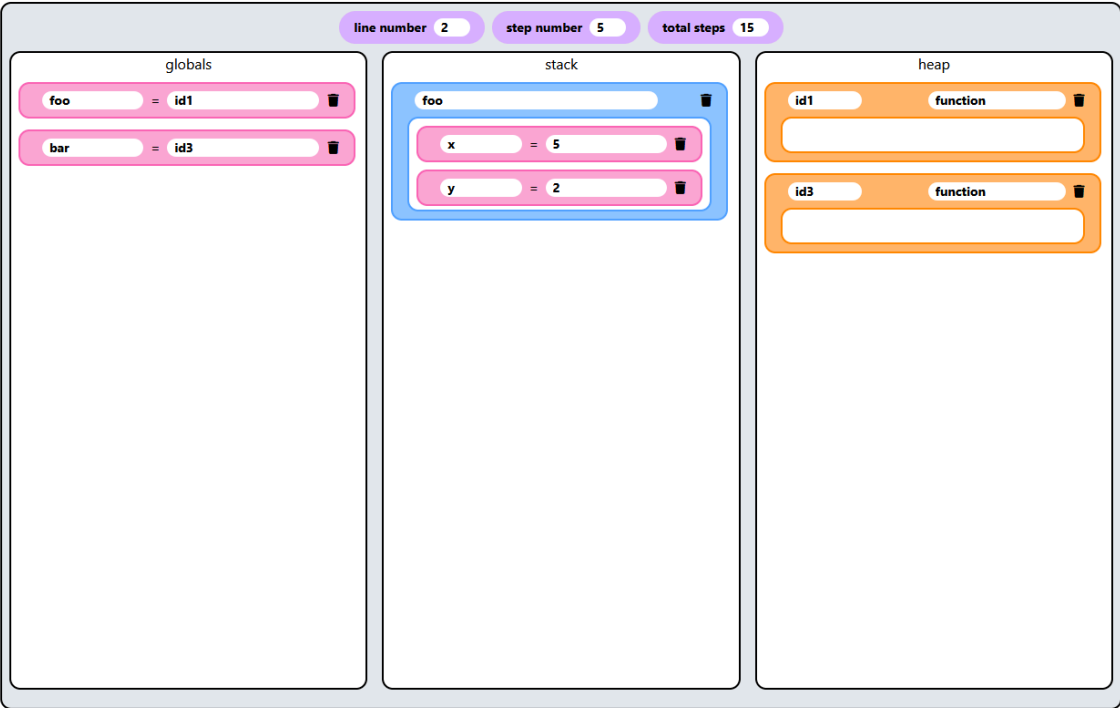 line number 2 step number 5 total steps 15
globals
foo = id1
bar = id3
stack
foo
x = 5
y = 2
heap
id1 function
id3 function